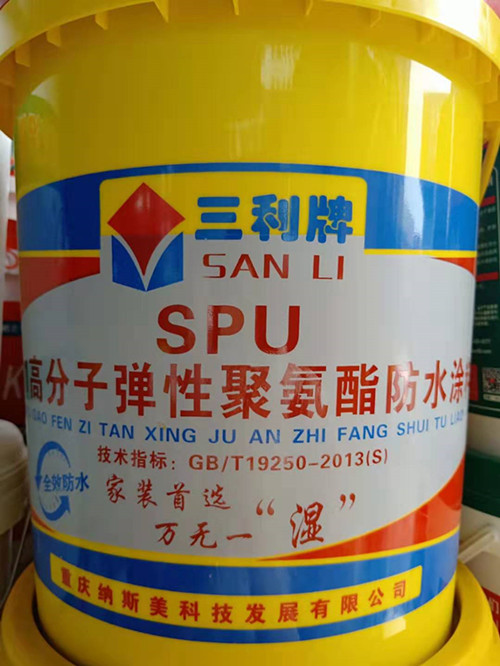 三利牌
SAN LI
SPU
高分子弹性聚氨酯防水涂
GAO FEN ZI TAN XING JU AN ZHI FANG SHUI TU LIAO
技术指标: GB/T19250-2013(S)
全效防水
家装首选
万无一“湿”
重庆纳斯美科技发展有限公司